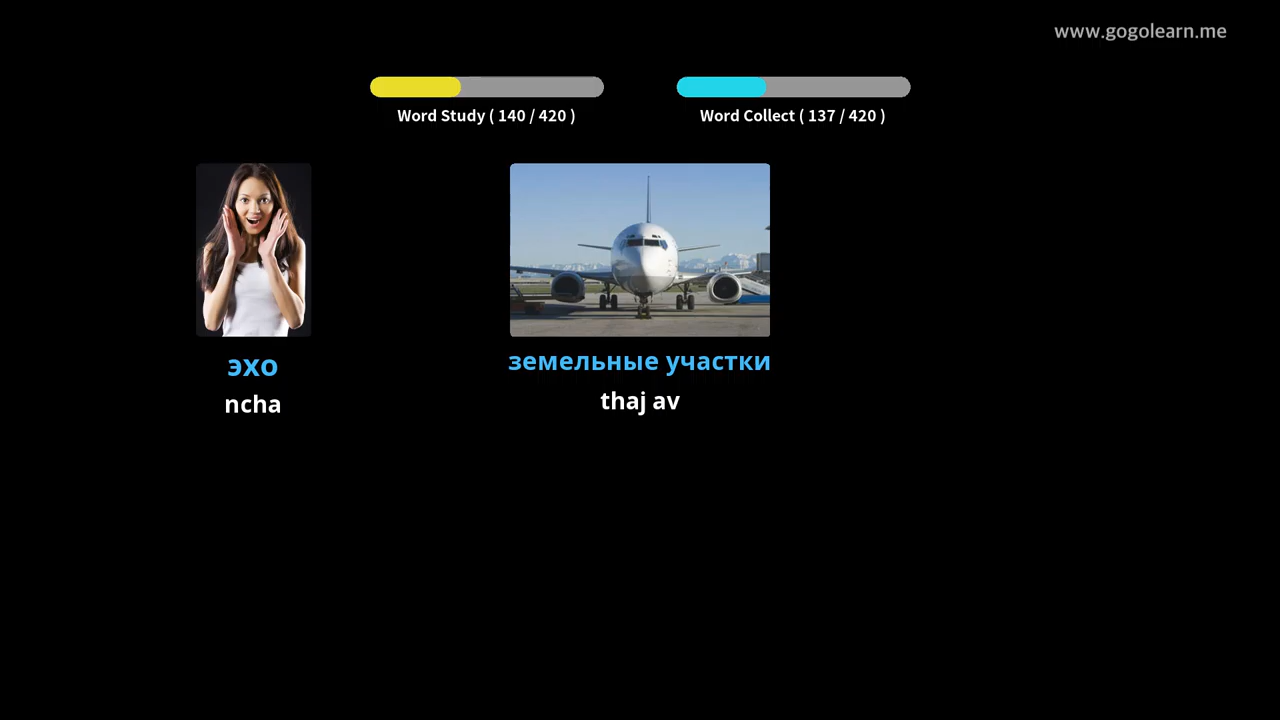 www.gogolearn.me
Word Study ( 140 / 420 )
Word Collect ( 137 / 420 )
эхо
ncha
земельные участки
thaj av